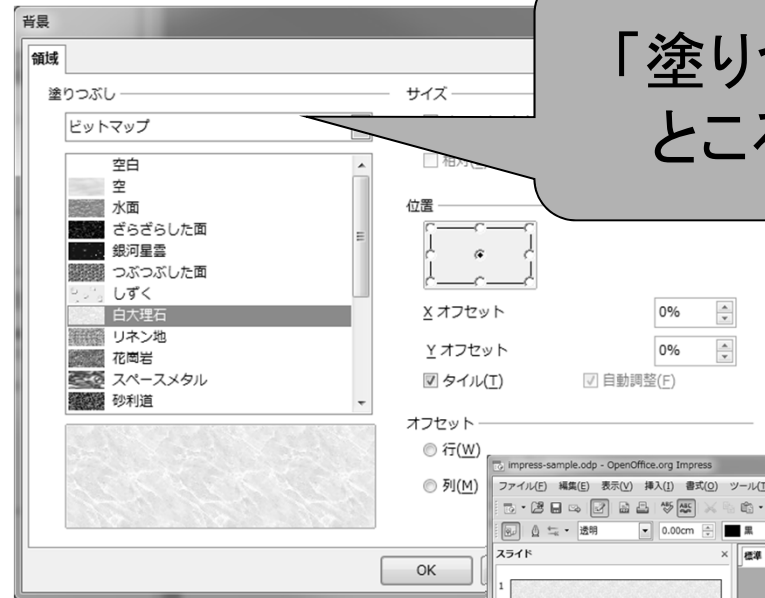 背景
「塗り
ところ
領域
塗りつぶし
ビットマップ
空白
空
水面
ざらざらした面
銀河星雲
つぶつぶした面
しずく
白大理石
リネン地
花崗岩
スペースメタル
砂利道
サイズ
位置
X オフセット 0%
Y オフセット 0%
タイル(T) 自動調整(F)
オフセット
行(W)
列(M)
OK
impress-sample.odp - OpenOffice.org Impress
ファイル(F) 編集(E) 表示(V) 挿入(I) 書式(O) ツール(T
透明 0.00cm 黒
スライド × 標準
1